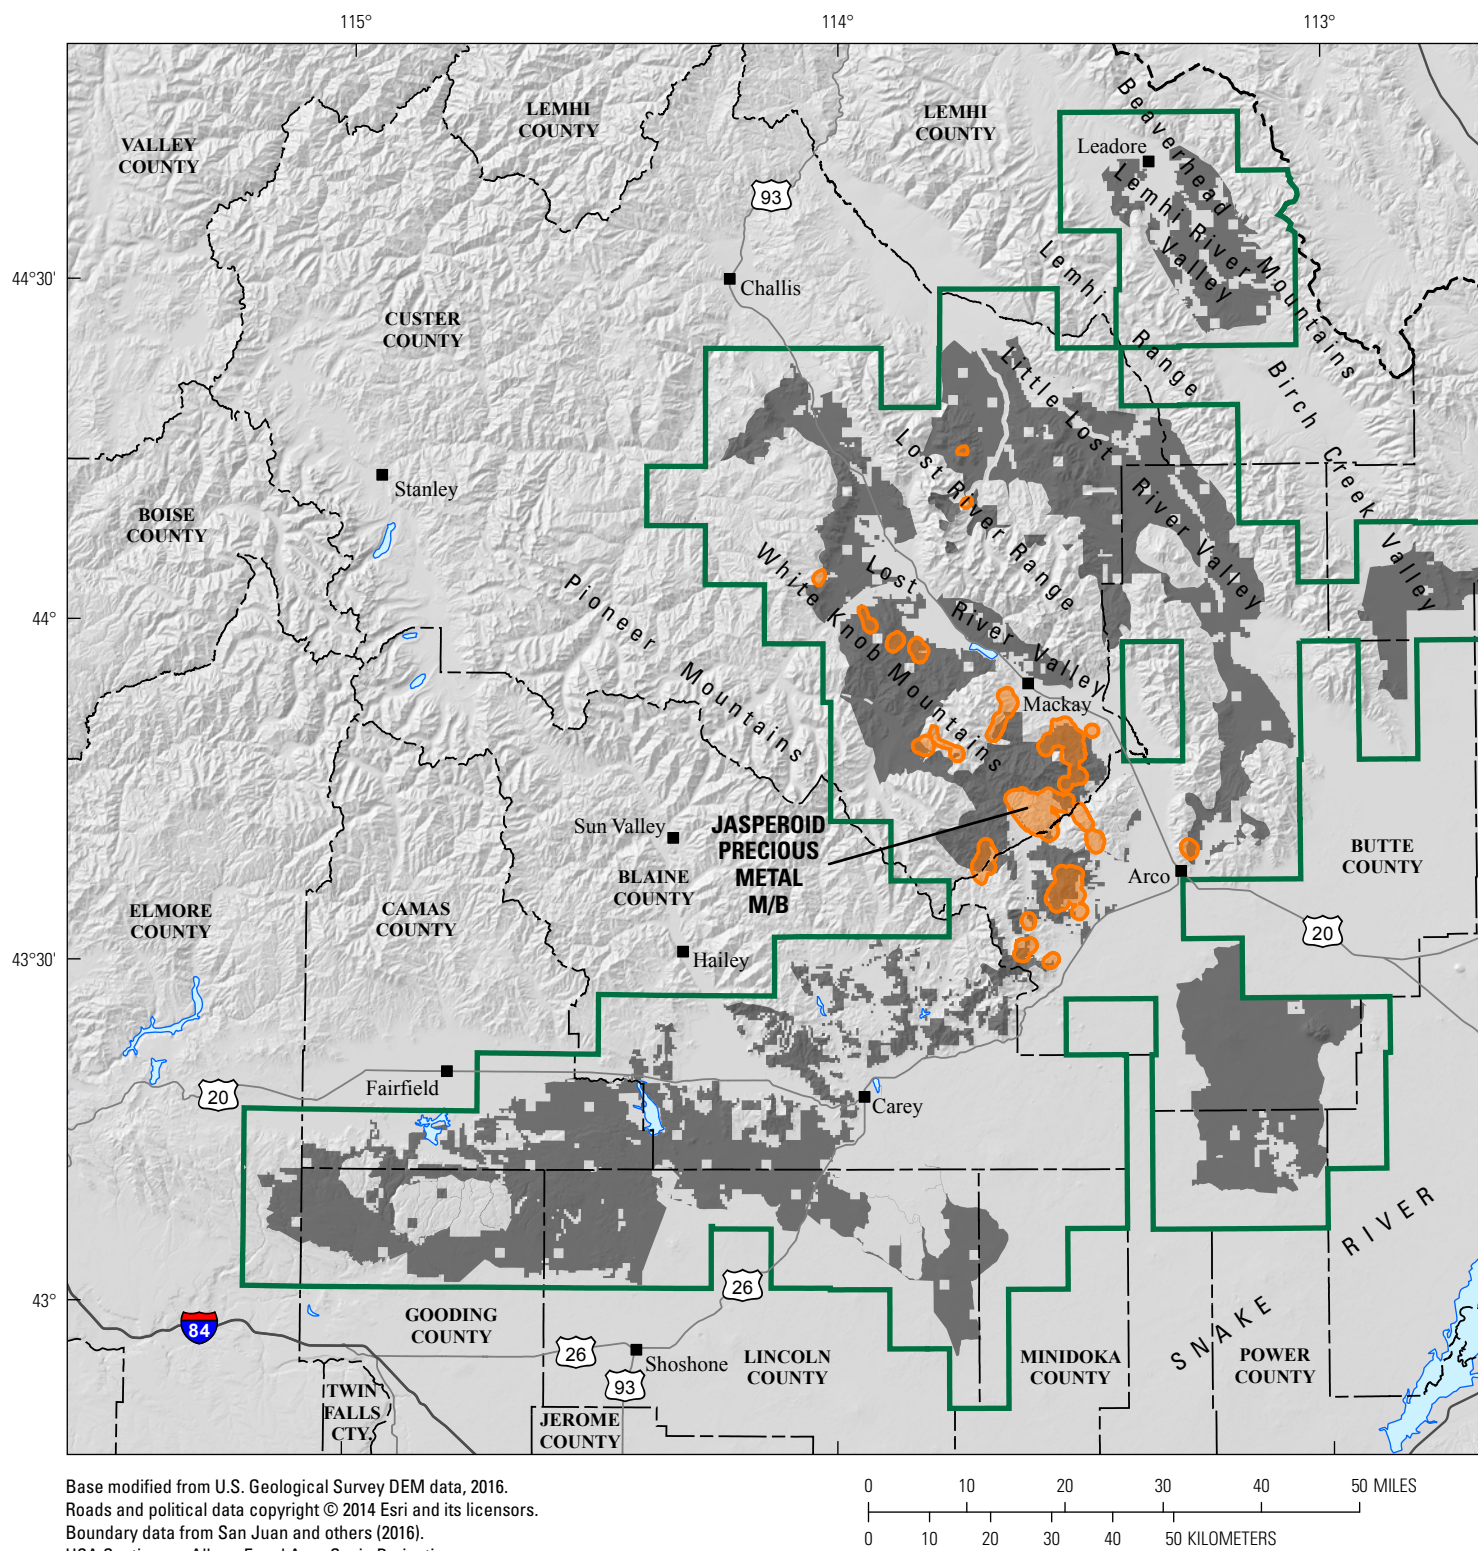 115°
114°
113°
LEMHI
COUNTY
LEMHI
COUNTY
Beaverhead Mountains
VALLEY
COUNTY
Leadore
93
Lemhi River
Valley
Lemhi Range
44°30'
Challis
CUSTER
COUNTY
Little Lost River Valley
Birch Creek Valley
Lost River Range
Stanley
BOISE
COUNTY
White Knob Mountains
Lost River Valley
Pioneer Mountains
44°
Mackay
Sun Valley
JASPEROID
PRECIOUS
METAL
M/B
BUTTE
COUNTY
BLAINE
COUNTY
Arco
ELMORE
COUNTY
CAMAS
COUNTY
20
Hailey
43°30'
Fairfield
20
Carey
SNAKE RIVER
26
43°
84
GOODING
COUNTY
26
Shoshone
LINCOLN
COUNTY
MINIDOKA
COUNTY
POWER
COUNTY
93
TWIN
FALLS
CTY.
JEROME
COUNTY
Base modified from U.S. Geological Survey DEM data, 2016.
Roads and political data copyright © 2014 Esri and its licensors.
Boundary data from San Juan and others (2016).
0 10 20 30 40 50 MILES
0 10 20 30 40 50 KILOMETERS